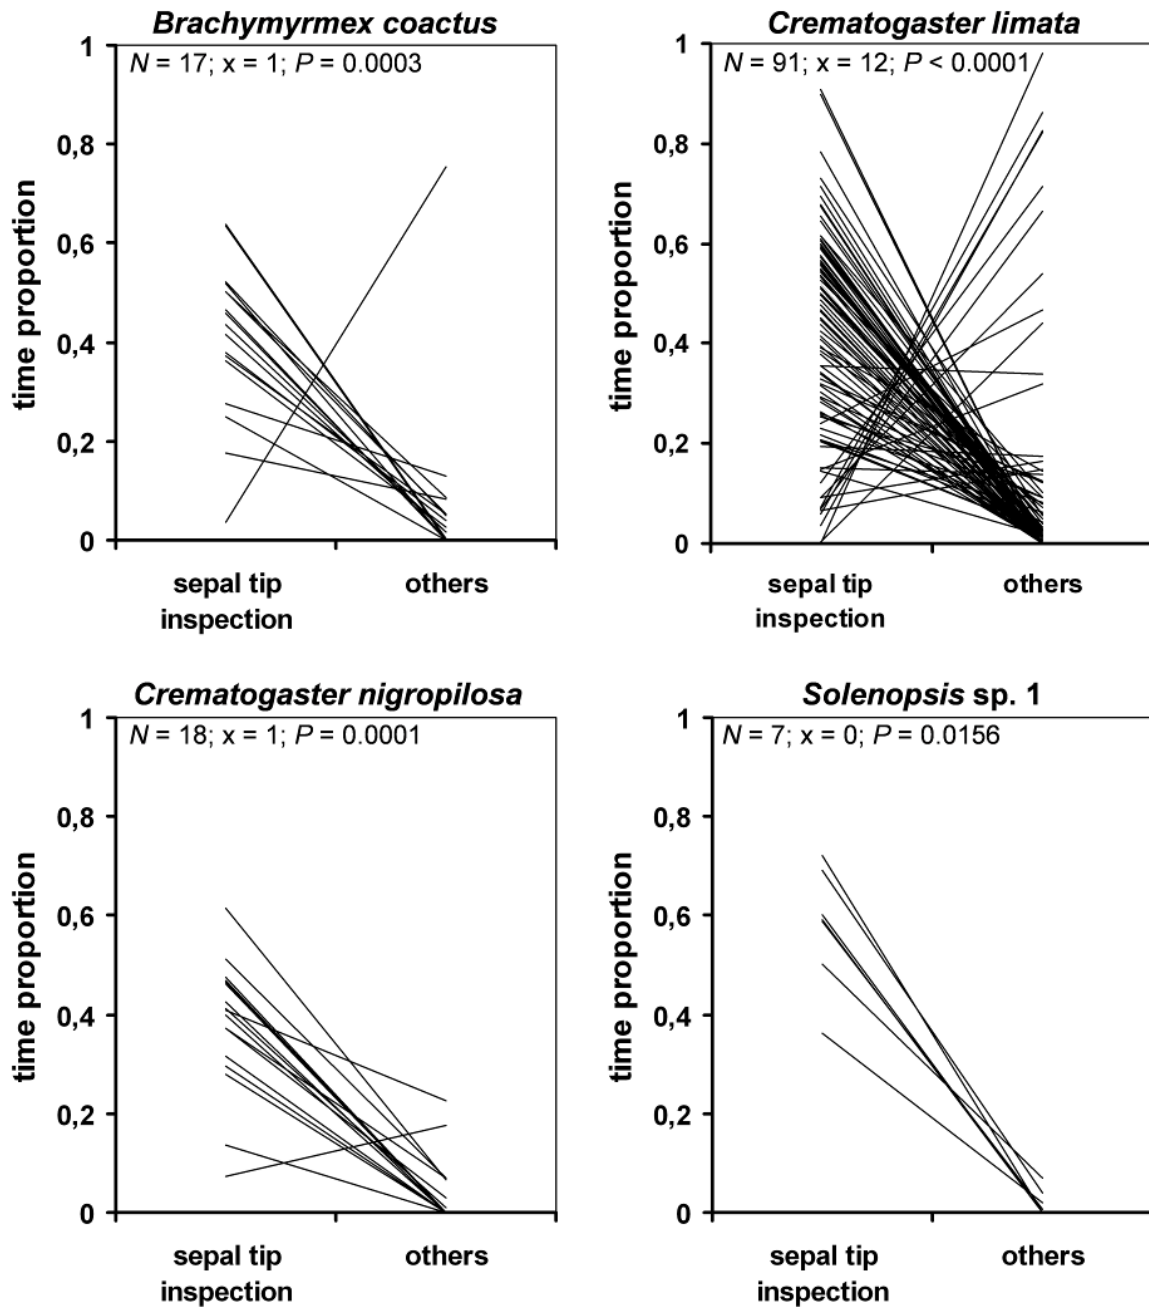 Brachymyrmex coactus
N = 17; x = 1; P = 0.0003
1
0,8
0,6
0,4
0,2
0
time proportion
sepal tip
inspection
others
Crematogaster limata
N = 91; x = 12; P < 0.0001
1
0,8
0,6
0,4
0,2
0
time proportion
sepal tip
inspection
others
Crematogaster nigropilosa
N = 18; x = 1; P = 0.0001
1
0,8
0,6
0,4
0,2
0
time proportion
sepal tip
inspection
others
Solenopsis sp. 1
N = 7; x = 0; P = 0.0156
1
0,8
0,6
0,4
0,2
0
time proportion
sepal tip
inspection
others